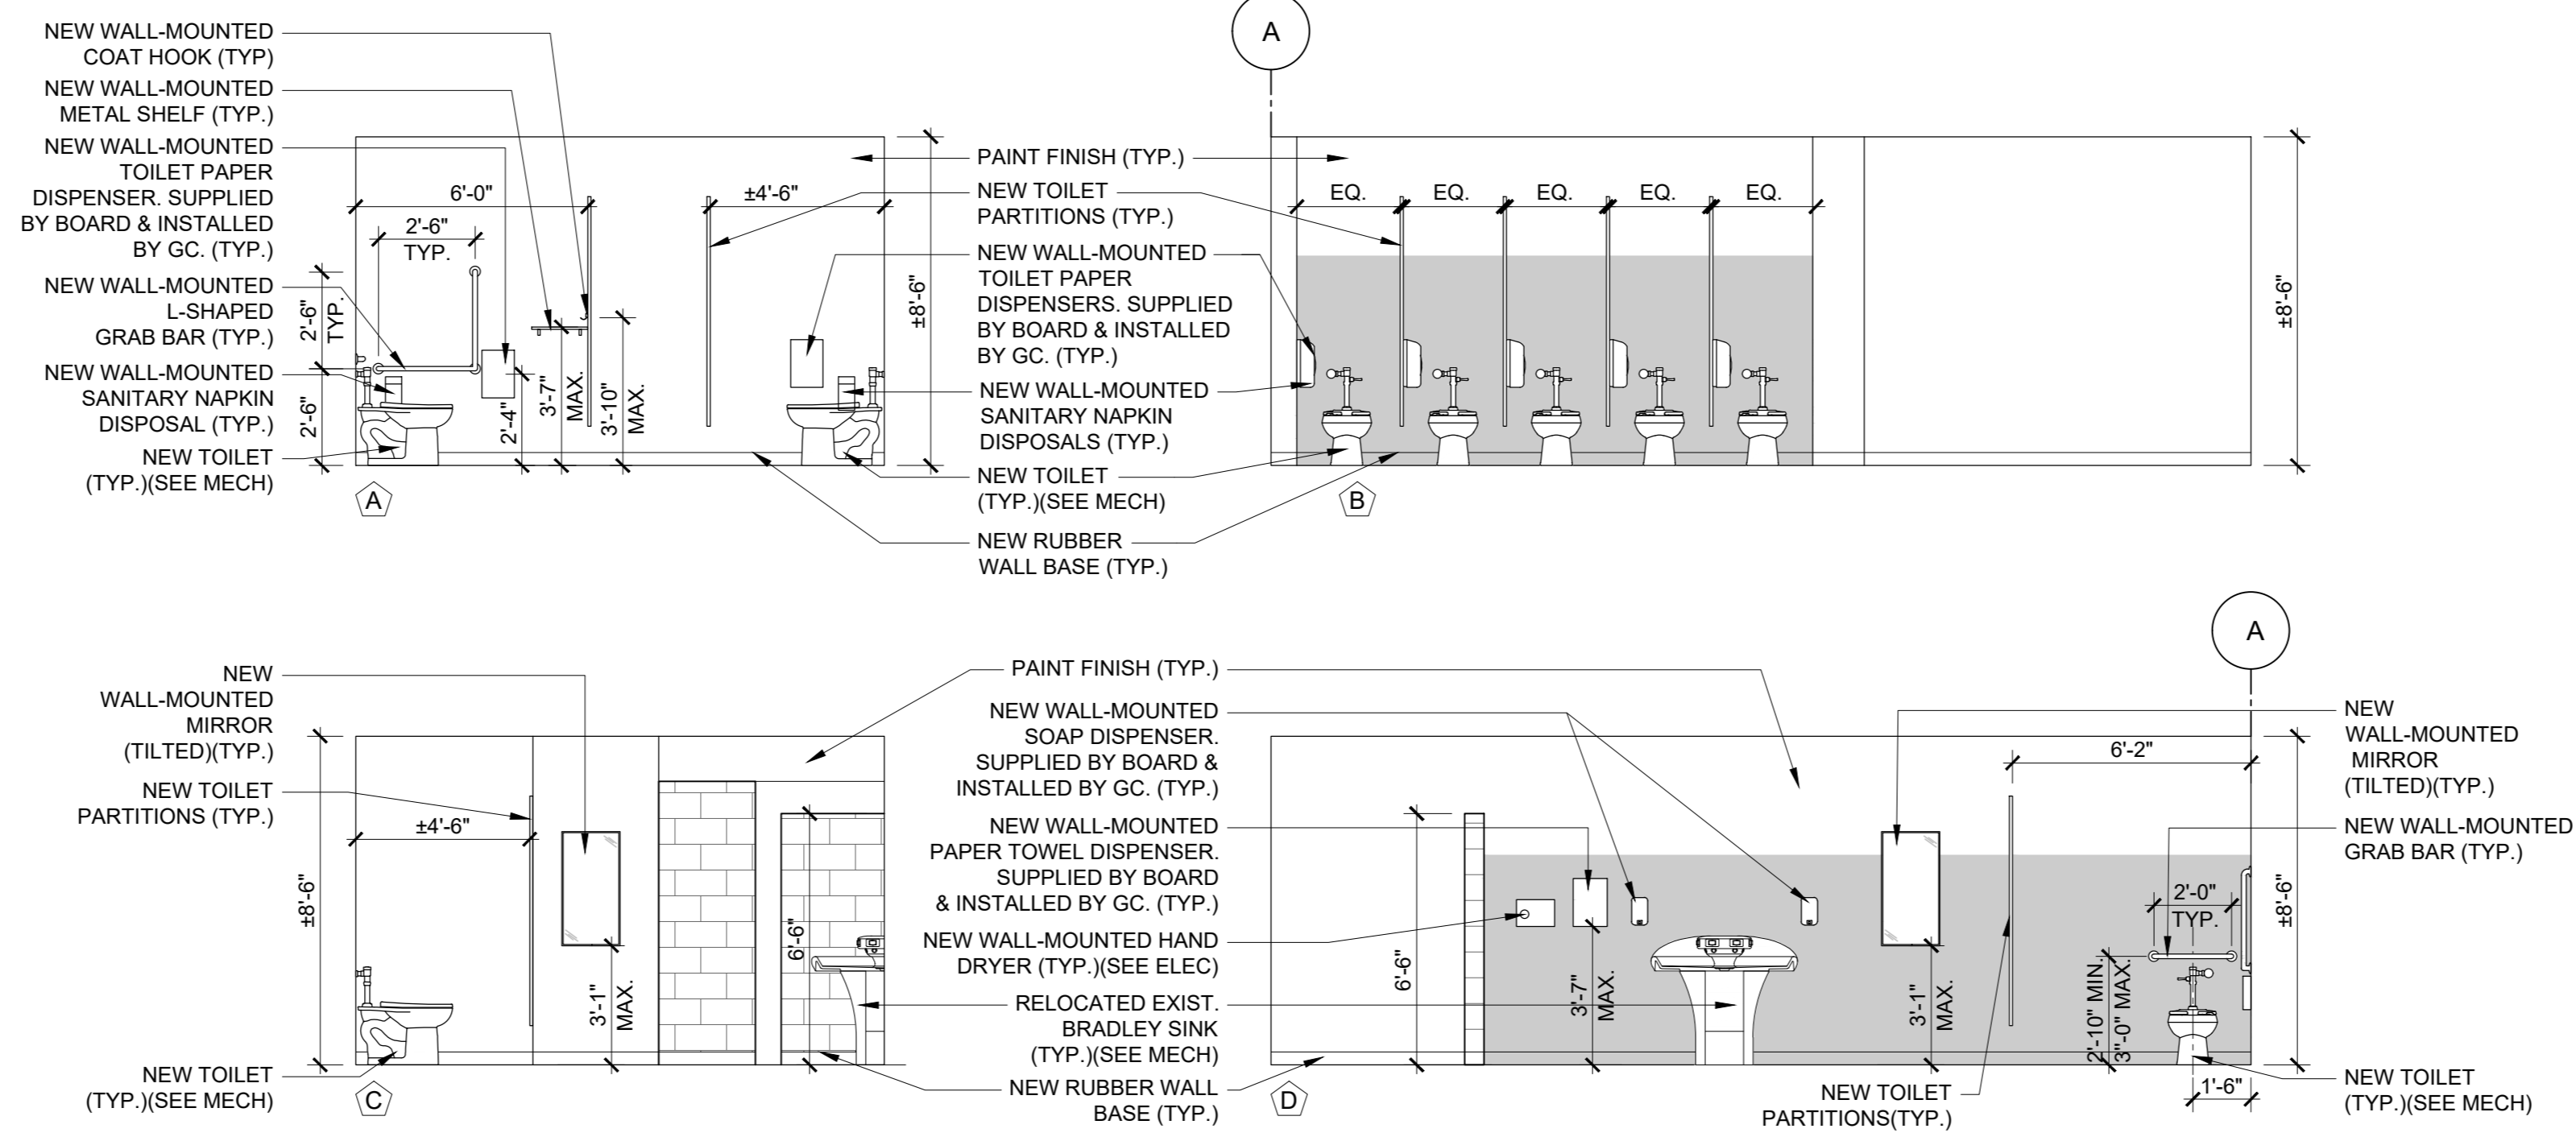 NEW WALL-MOUNTED
COAT HOOK (TYP)
NEW WALL-MOUNTED
METAL SHELF (TYP.)
NEW WALL-MOUNTED
TOILET PAPER
DISPENSER. SUPPLIED
BY BOARD & INSTALLED
BY GC. (TYP.)
NEW WALL-MOUNTED
L-SHAPED
GRAB BAR (TYP.)
NEW WALL-MOUNTED
SANITARY NAPKIN
DISPOSAL (TYP.)
NEW TOILET
(TYP.)(SEE MECH)
6'-0"
2'-6"
TYP.
2'-6"
TYP.
2'-6"
2'-4"
3'-7"
MAX.
3'-10"
MAX.
±4'-6"
±8'-6"
A
PAINT FINISH (TYP.)
NEW TOILET
PARTITIONS (TYP.)
NEW WALL-MOUNTED
TOILET PAPER
DISPENSERS. SUPPLIED
BY BOARD & INSTALLED
BY GC. (TYP.)
NEW WALL-MOUNTED
SANITARY NAPKIN
DISPOSALS (TYP.)
NEW TOILET
(TYP.)(SEE MECH)
NEW RUBBER
WALL BASE (TYP.)
A
EQ. EQ. EQ. EQ. EQ.
±8'-6"
B
NEW
WALL-MOUNTED
MIRROR
(TILTED)(TYP.)
NEW TOILET
PARTITIONS (TYP.)
NEW TOILET
(TYP.)(SEE MECH)
±8'-6"
±4'-6"
3'-1"
MAX.
6'-6"
C
PAINT FINISH (TYP.)
NEW WALL-MOUNTED
SOAP DISPENSER.
SUPPLIED BY BOARD &
INSTALLED BY GC. (TYP.)
NEW WALL-MOUNTED
PAPER TOWEL DISPENSER.
SUPPLIED BY BOARD
& INSTALLED BY GC. (TYP.)
NEW WALL-MOUNTED HAND
DRYER (TYP.)(SEE ELEC)
RELOCATED EXIST.
BRADLEY SINK
(TYP.)(SEE MECH)
NEW RUBBER WALL
BASE (TYP.)
D
6'-6"
3'-7"
MAX.
3'-1"
MAX.
A
6'-2"
2'-0"
TYP.
2'-10" MIN.
3"-0" MAX.
±8'-6"
1'-6"
NEW TOILET
PARTITIONS(TYP.)
NEW
WALL-MOUNTED
MIRROR
(TILTED)(TYP.)
NEW WALL-MOUNTED
GRAB BAR (TYP.)
NEW TOILET
(TYP.)(SEE MECH)